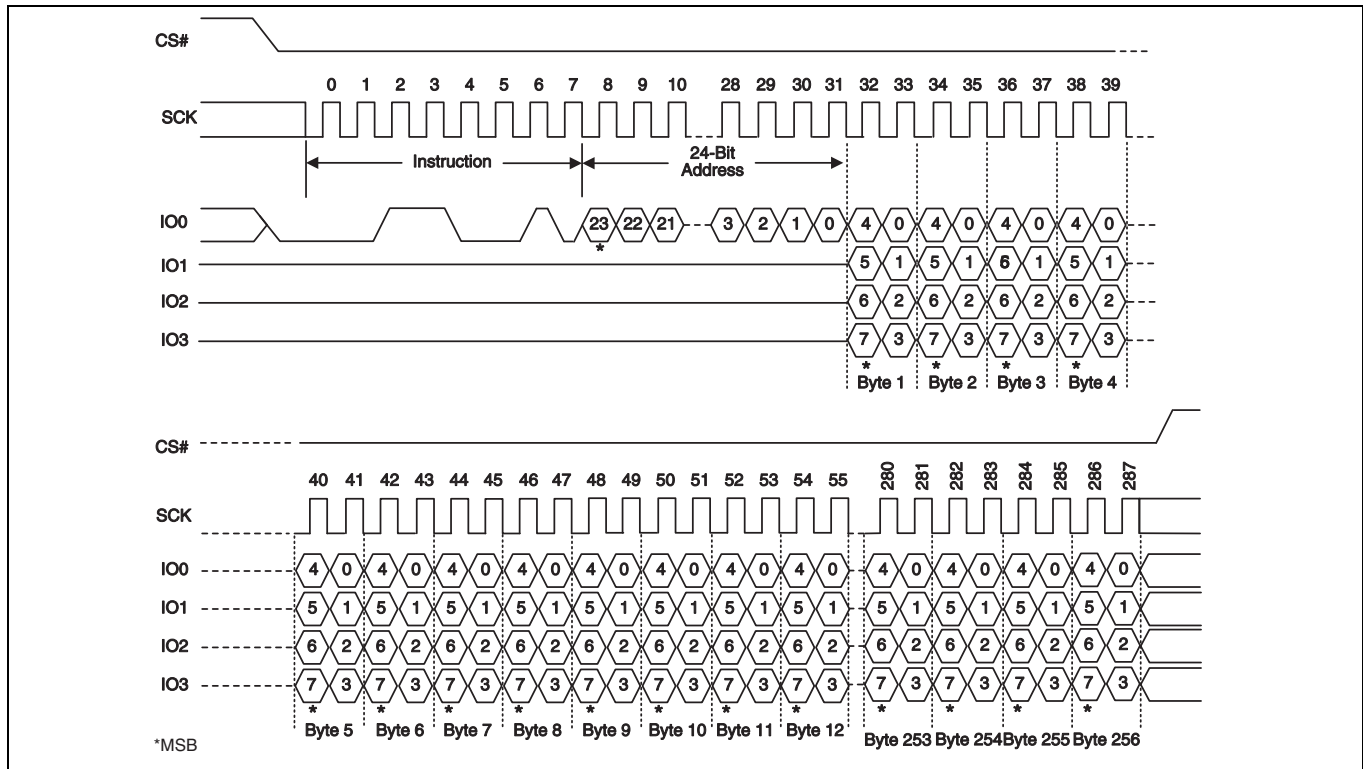 CS#
0 1 2 3 4 5 6 7 8 9 10 28 29 30 31 32 33 34 35 36 37 38 39
SCK
Instruction 24-Bit
Address
IO0 23 22 21 3 2 1 0 4 0 4 0 4 0 4 0
*
IO1 5 1 5 1 6 1 5 1
IO2 6 2 6 2 6 2 6 2
IO3 7 3 7 3 7 3 7 3
* * * *
Byte 1 Byte 2 Byte 3 Byte 4
CS#
40 41 42 43 44 45 46 47 48 49 50 51 52 53 54 55 280 281 282 283 284 285 286 287
SCK
IO0 4 0 4 0 4 0 4 0 4 0 4 0 4 0 4 0 4 0 4 0 4 0 4 0
IO1 5 1 5 1 5 1 5 1 5 1 5 1 5 1 5 1 5 1 5 1 5 1 5 1
IO2 6 2 6 2 6 2 6 2 6 2 6 2 6 2 6 2 6 2 6 2 6 2 6 2
IO3 7 3 7 3 7 3 7 3 7 3 7 3 7 3 7 3 7 3 7 3 7 3 7 3
* * * * * * * * * * * *
Byte 5 Byte 6 Byte 7 Byte 8 Byte 9 Byte 10 Byte 11 Byte 12 Byte 253 Byte 254 Byte 255 Byte 256
*MSB